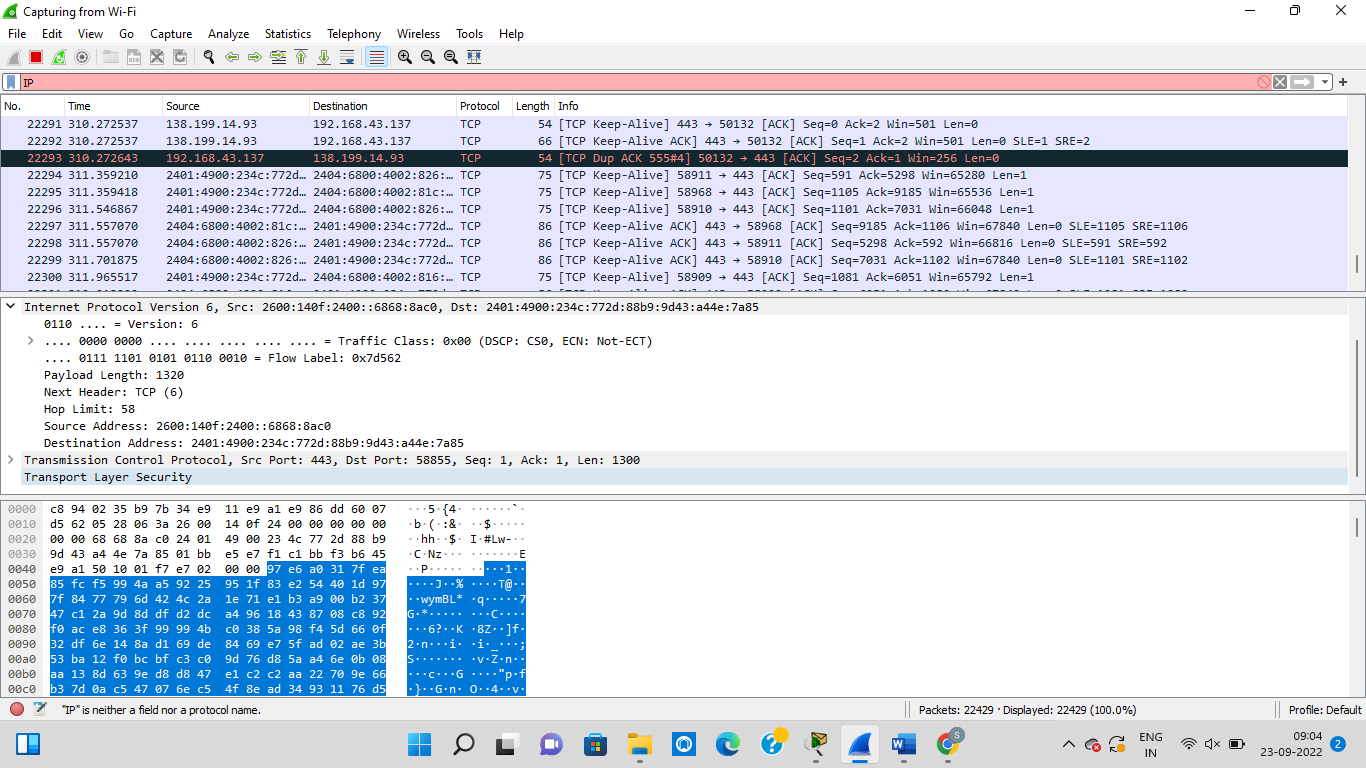 Capturing from Wi-Fi
File Edit View Go Capture Analyze Statistics Telephony Wireless Tools Help
IP
No. Time Source Destination Protocol Length Info
22291 310.272537 138.199.14.93 192.168.43.137 TCP 54 [TCP Keep-Alive] 443 → 50132 [ACK] Seq=0 Ack=2 Win=501 Len=0
22292 310.272537 138.199.14.93 192.168.43.137 TCP 66 [TCP Keep-Alive ACK] 443 → 50132 [ACK] Seq=1 Ack=2 Win=501 Len=0 SLE=1 SRE=2
22293 310.272643 192.168.43.137 138.199.14.93 TCP 54 [TCP Dup ACK 555#4] 50132 → 443 [ACK] Seq=2 Ack=1 Win=256 Len=0
22294 311.359210 2401:4900:234c:772d… 2404:6800:4002:826:… TCP 75 [TCP Keep-Alive] 58911 → 443 [ACK] Seq=591 Ack=5298 Win=65280 Len=1
22295 311.359418 2401:4900:234c:772d… 2404:6800:4002:81c:… TCP 75 [TCP Keep-Alive] 58968 → 443 [ACK] Seq=1105 Ack=9185 Win=65536 Len=1
22296 311.546867 2401:4900:234c:772d… 2404:6800:4002:826:… TCP 75 [TCP Keep-Alive] 58910 → 443 [ACK] Seq=1101 Ack=7031 Win=66048 Len=1
22297 311.557070 2404:6800:4002:81c:… 2401:4900:234c:772d… TCP 86 [TCP Keep-Alive ACK] 443 → 58968 [ACK] Seq=9185 Ack=1106 Win=67840 Len=0 SLE=1105 SRE=1106
22298 311.557070 2404:6800:4002:826:… 2401:4900:234c:772d… TCP 86 [TCP Keep-Alive ACK] 443 → 58911 [ACK] Seq=5298 Ack=592 Win=66816 Len=0 SLE=591 SRE=592
22299 311.701875 2404:6800:4002:826:… 2401:4900:234c:772d… TCP 86 [TCP Keep-Alive ACK] 443 → 58910 [ACK] Seq=7031 Ack=1102 Win=67840 Len=0 SLE=1101 SRE=1102
22300 311.965517 2401:4900:234c:772d… 2404:6800:4002:816:… TCP 75 [TCP Keep-Alive] 58909 → 443 [ACK] Seq=1081 Ack=6051 Win=65792 Len=1
Internet Protocol Version 6, Src: 2600:140f:2400::6868:8ac0, Dst: 2401:4900:234c:772d:88b9:9d43:a44e:7a85
0110 .... = Version: 6
.... 0000 0000 .... .... .... .... .... = Traffic Class: 0x00 (DSCP: CS0, ECN: Not-ECT)
.... 0111 1101 0101 0110 0010 = Flow Label: 0x7d562
Payload Length: 1320
Next Header: TCP (6)
Hop Limit: 58
Source Address: 2600:140f:2400::6868:8ac0
Destination Address: 2401:4900:234c:772d:88b9:9d43:a44e:7a85
Transmission Control Protocol, Src Port: 443, Dst Port: 58855, Seq: 1, Ack: 1, Len: 1300
Transport Layer Security
0000 c8 94 02 35 b9 7b 34 e9 11 e9 a1 e9 86 dd 60 07 ···5·{4· ······`·
0010 d5 62 05 28 06 3a 26 00 14 0f 24 00 00 00 00 00 ·b·(·:&· ··$·····
0020 00 00 68 68 8a c0 24 01 49 00 23 4c 77 2d 88 b9 ··hh··$· I·#Lw-··
0030 9d 43 a4 4e 7a 85 01 bb e5 e7 f1 c1 bb f3 b6 45 ·C·Nz··· ·······E
0040 e9 a1 50 10 01 f7 e7 02 00 00 97 e6 a0 31 7f ea ··P····· ·····1··
0050 85 fc f5 99 4a a5 92 25 95 1f 83 e2 54 40 1d 97 ····J··% ····T@··
0060 7f 84 77 79 6d 42 4c 2a 1e 71 e1 b3 a9 00 b2 37 ··wymBL* ·q·····7
0070 47 c1 2a 9d 8d df d2 dc a4 96 18 43 87 08 c8 92 G·*····· ···C····
0080 f0 ac e8 36 3f 99 99 4b c0 38 5a 98 f4 5d 66 0f ···6?··K ·8Z··]f·
0090 32 df 6e 14 8a d1 69 de 84 69 e7 5f ad 02 ae 3b 2·n···i· ·i·_···;
00a0 53 ba 12 f0 bc bf c3 c0 9d 76 d8 5a a4 6e 0b 08 S······· ·v·Z·n··
00b0 aa 13 8d 63 9e d8 d8 47 e1 c2 c2 aa 22 70 9e 66 ···c···G ····"p·f
00c0 b3 7d 0a c5 47 07 6e c5 4f 8e ad 34 93 11 76 d5 ·}··G·n· O··4··v·
"IP" is neither a field nor a protocol name. Packets: 22429 · Displayed: 22429 (100.0%) Profile: Default
S ENG IN 09:04 23-09-2022 2